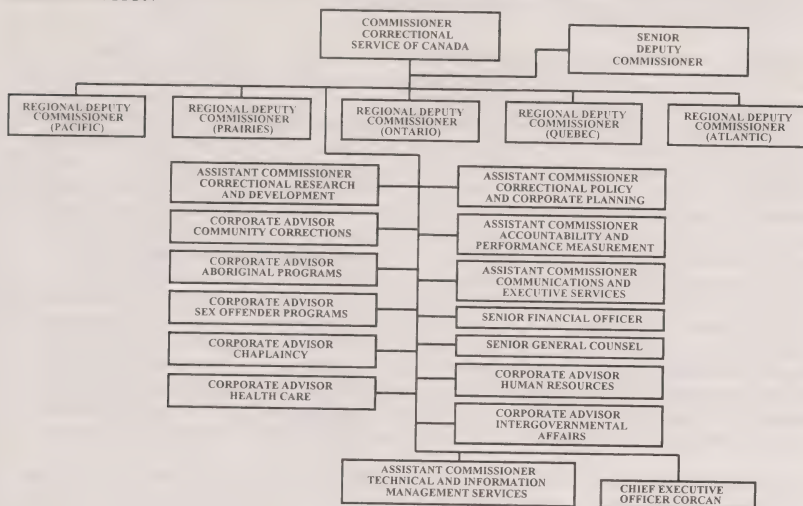 COMMISSIONER
CORRECTIONAL
SERVICE OF CANADA
SENIOR
DEPUTY
COMMISSIONER
REGIONAL DEPUTY
COMMISSIONER
(PACIFIC)
REGIONAL DEPUTY
COMMISSIONER
(PRAIRIES)
REGIONAL DEPUTY
COMMISSIONER
(ONTARIO)
REGIONAL DEPUTY
COMMISSIONER
(QUEBEC)
REGIONAL DEPUTY
COMMISSIONER
(ATLANTIC)
ASSISTANT COMMISSIONER
CORRECTIONAL RESEARCH
AND DEVELOPMENT
ASSISTANT COMMISSIONER
CORRECTIONAL POLICY
AND CORPORATE PLANNING
CORPORATE ADVISOR
COMMUNITY CORRECTIONS
ASSISTANT COMMISSIONER
ACCOUNTABILITY AND
PERFORMANCE MEASUREMENT
CORPORATE ADVISOR
ABORIGINAL PROGRAMS
ASSISTANT COMMISSIONER
COMMUNICATIONS AND
EXECUTIVE SERVICES
CORPORATE ADVISOR
SEX OFFENDER PROGRAMS
SENIOR FINANCIAL OFFICER
CORPORATE ADVISOR
CHAPLAINCY
SENIOR GENERAL COUNSEL
CORPORATE ADVISOR
HEALTH CARE
CORPORATE ADVISOR
HUMAN RESOURCES
CORPORATE ADVISOR
INTERGOVERNMENTAL
AFFAIRS
ASSISTANT COMMISSIONER
TECHNICAL AND INFORMATION
MANAGEMENT SERVICES
CHIEF EXECUTIVE
OFFICER CORCAN